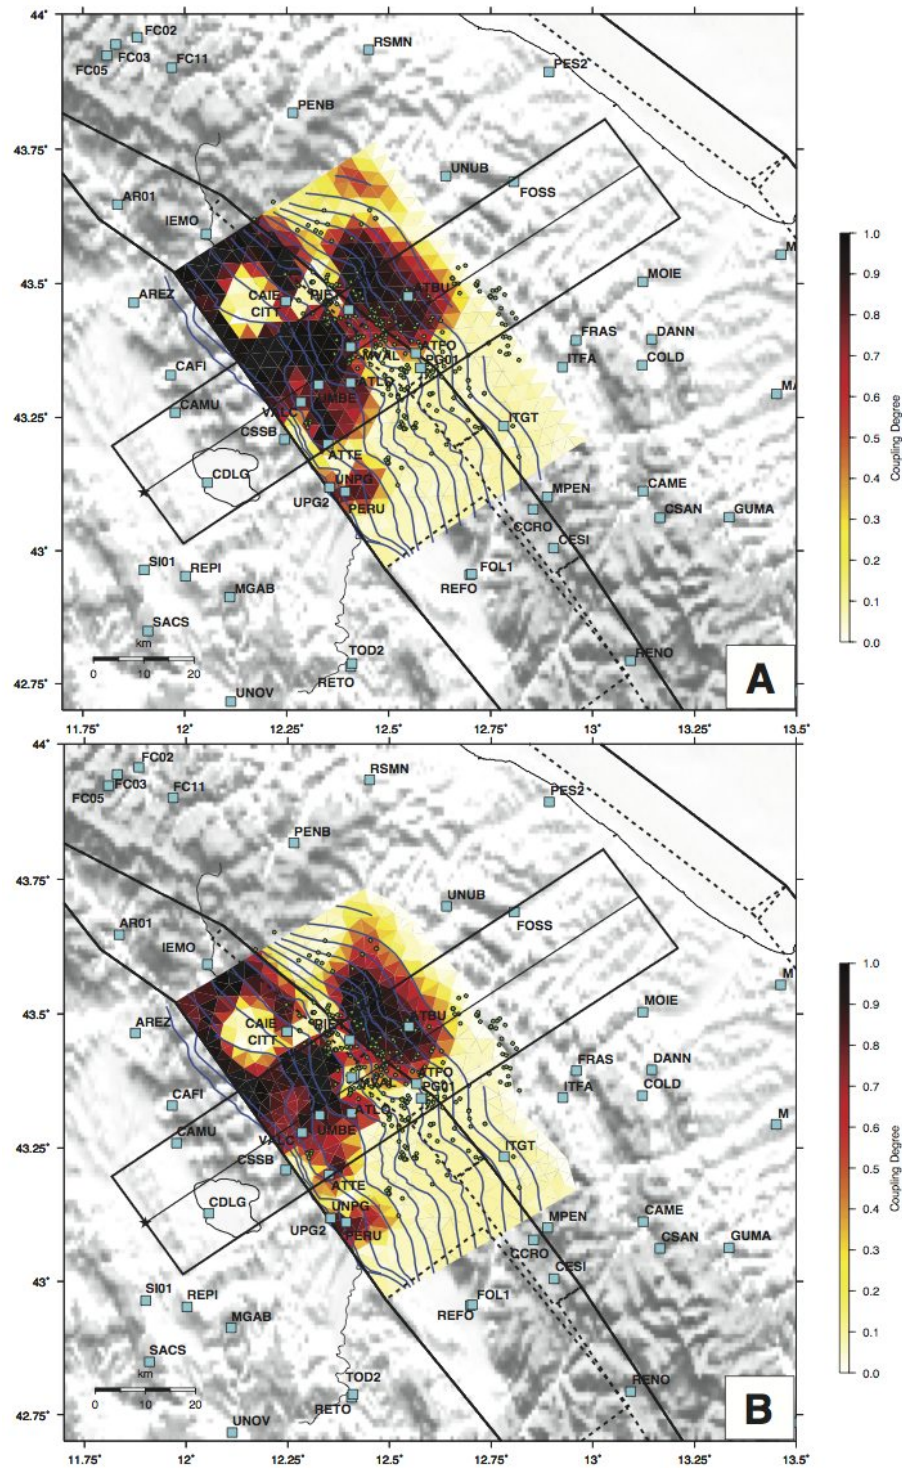 44°
FC02
RSMN
FC05
FC03
FC11
PES2
PENB
43.75°
UNUB
FOSS
AR01
IEMO
M
43.5°
MOIE
AREZ
CAIE
PIE
ATBU
CITT
FRAS
DANN
ATFO
MVAL
PG01
ITFA
COLD
CAFI
ATLO
CAMU
UMBE
MA
43.25°
VALC
CSSB
ITGT
ATTE
CDLG
UNPG
UPG2
PERU
MPEN
CAME
CCRO
CSAN
GUMA
43°
CESI
SI01
REPI
FOL1
MGAB
REFO
SACS
km
0 10 20
TOD2
RETO
RENO
UNOV
42.75°
A
11.75° 12° 12.25° 12.5° 12.75° 13° 13.25° 13.5°
1.0
0.9
0.8
0.7
0.6
0.5
0.4
0.3
0.2
0.1
0.0
Coupling Degree
44°
FC02
RSMN
FC05
FC03
FC11
PES2
PENB
43.75°
UNUB
FOSS
AR01
IEMO
M
43.5°
MOIE
AREZ
CAIE
PIE
ATBU
CITT
FRAS
DANN
ATFO
MVAL
PG01
ITFA
COLD
CAFI
ATLO
CAMU
UMBE
M
43.25°
VALC
CSSB
ITGT
ATTE
CDLG
UNPG
UPG2
PERU
MPEN
CAME
CCRO
CSAN
GUMA
43°
CESI
SI01
REPI
FOL1
MGAB
REFO
SACS
km
0 10 20
TOD2
RETO
RENO
UNOV
42.75°
B
11.75° 12° 12.25° 12.5° 12.75° 13° 13.25° 13.5°
1.0
0.9
0.8
0.7
0.6
0.5
0.4
0.3
0.2
0.1
0.0
Coupling Degree